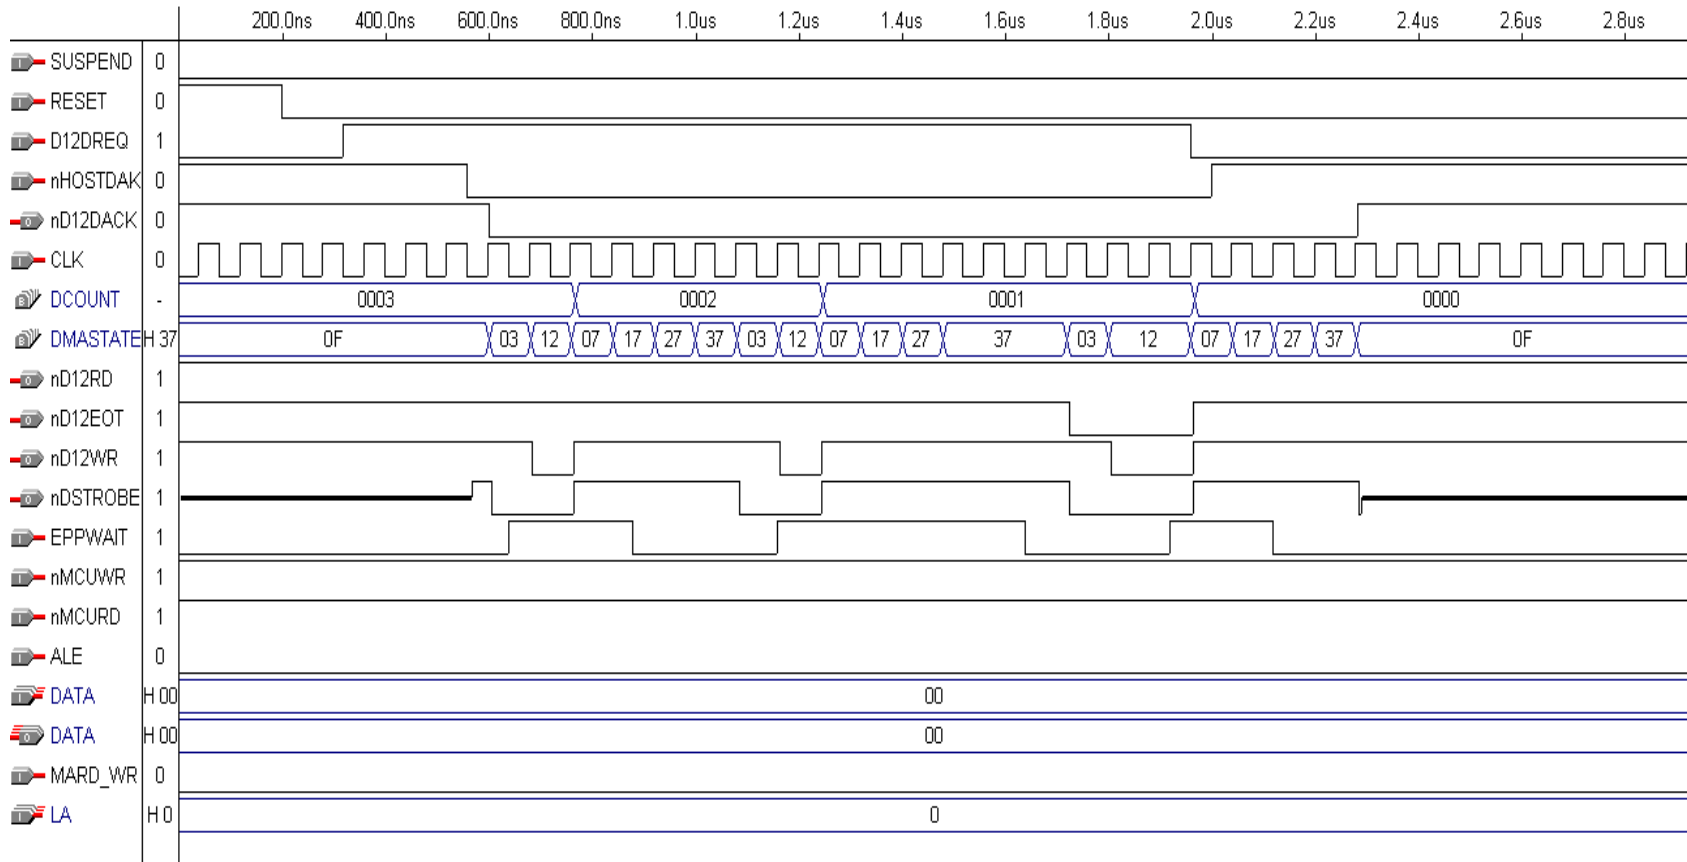 200.0ns 400.0ns 600.0ns 800.0ns 1.0us 1.2us 1.4us 1.6us 1.8us 2.0us 2.2us 2.4us 2.6us 2.8us
SUSPEND 0
RESET 0
D12DREQ 1
nHOSTDAK 0
nD12DACK 0
CLK 0
DCOUNT - 0003 0002 0001 0000
DMASTATE H 37 0F 03 12 07 17 27 37 03 12 07 17 27 37 03 12 07 17 27 37 0F
nD12RD 1
nD12EOT 1
nD12WR 1
nDSTROBE 1
EPPWAIT 1
nMCUWR 1
nMCURD 1
ALE 0
DATA H 00 00
DATA H 00 00
MARD_WR 0
LA H 0 0